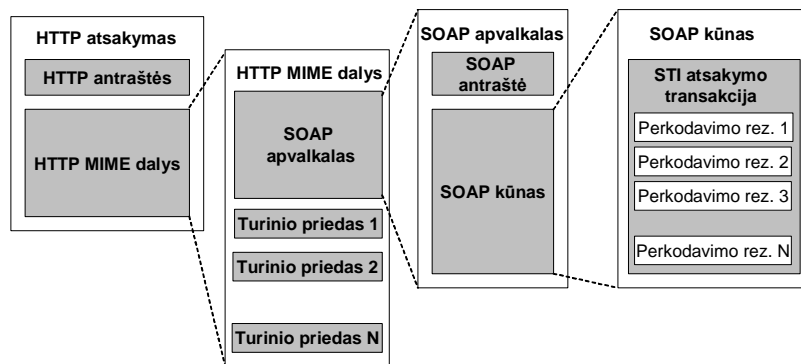 HTTP atsakymas
HTTP antraštės
HTTP MIME dalys
HTTP MIME dalys
SOAP
apvalkalas
Turinio priedas 1
Turinio priedas 2
Turinio priedas N
SOAP apvalkalas
SOAP
antraštė
SOAP kūnas
SOAP kūnas
STI atsakymo
transakcija
Perkodavimo rez. 1
Perkodavimo rez. 2
Perkodavimo rez. 3
Perkodavimo rez. N